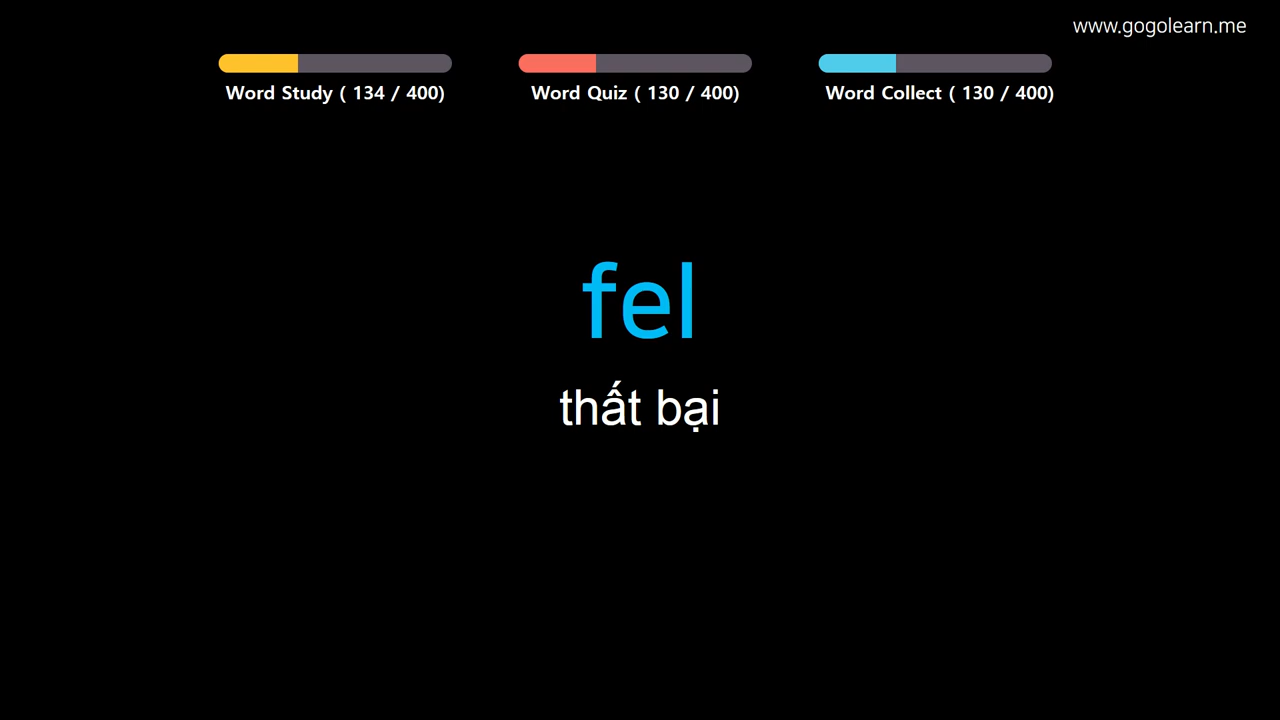 www.gogolearn.me
Word Study ( 134 / 400)
Word Quiz ( 130 / 400)
Word Collect ( 130 / 400)
fel
thất bại